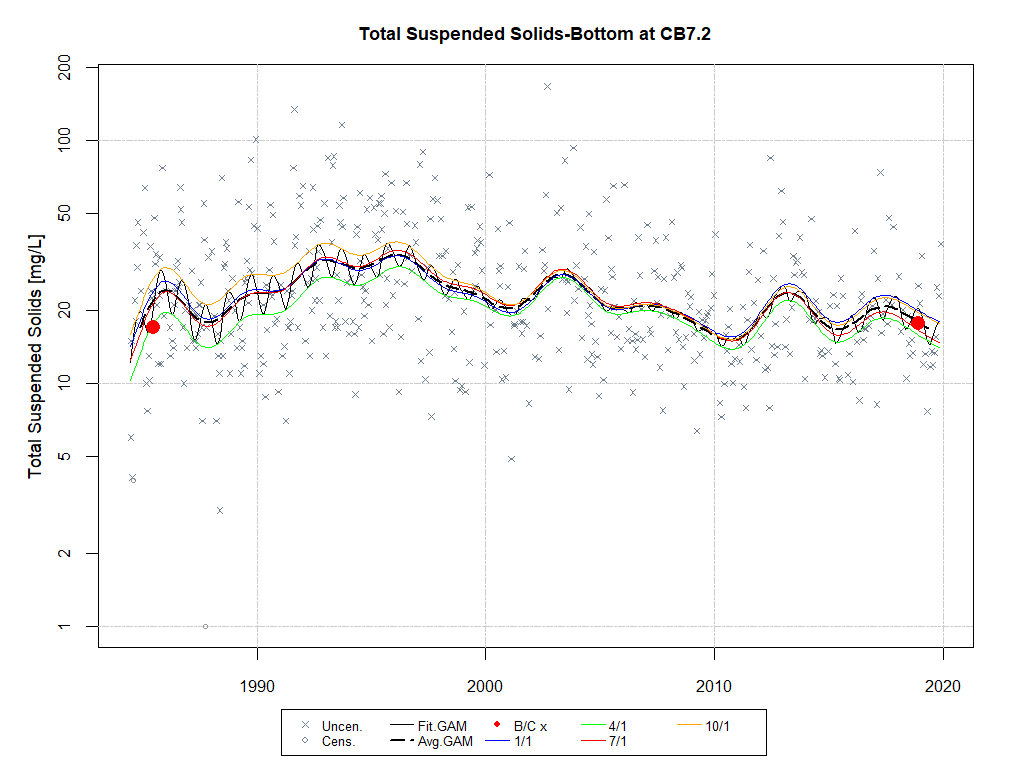 Total Suspended Solids-Bottom at CB7.2
Total Suspended Solids [mg/L]
200
100
50
20
10
5
2
1
1990 2000 2010 2020
Uncen. Fit.GAM B/C x 4/1 10/1
Cens. Avg.GAM 1/1 7/1